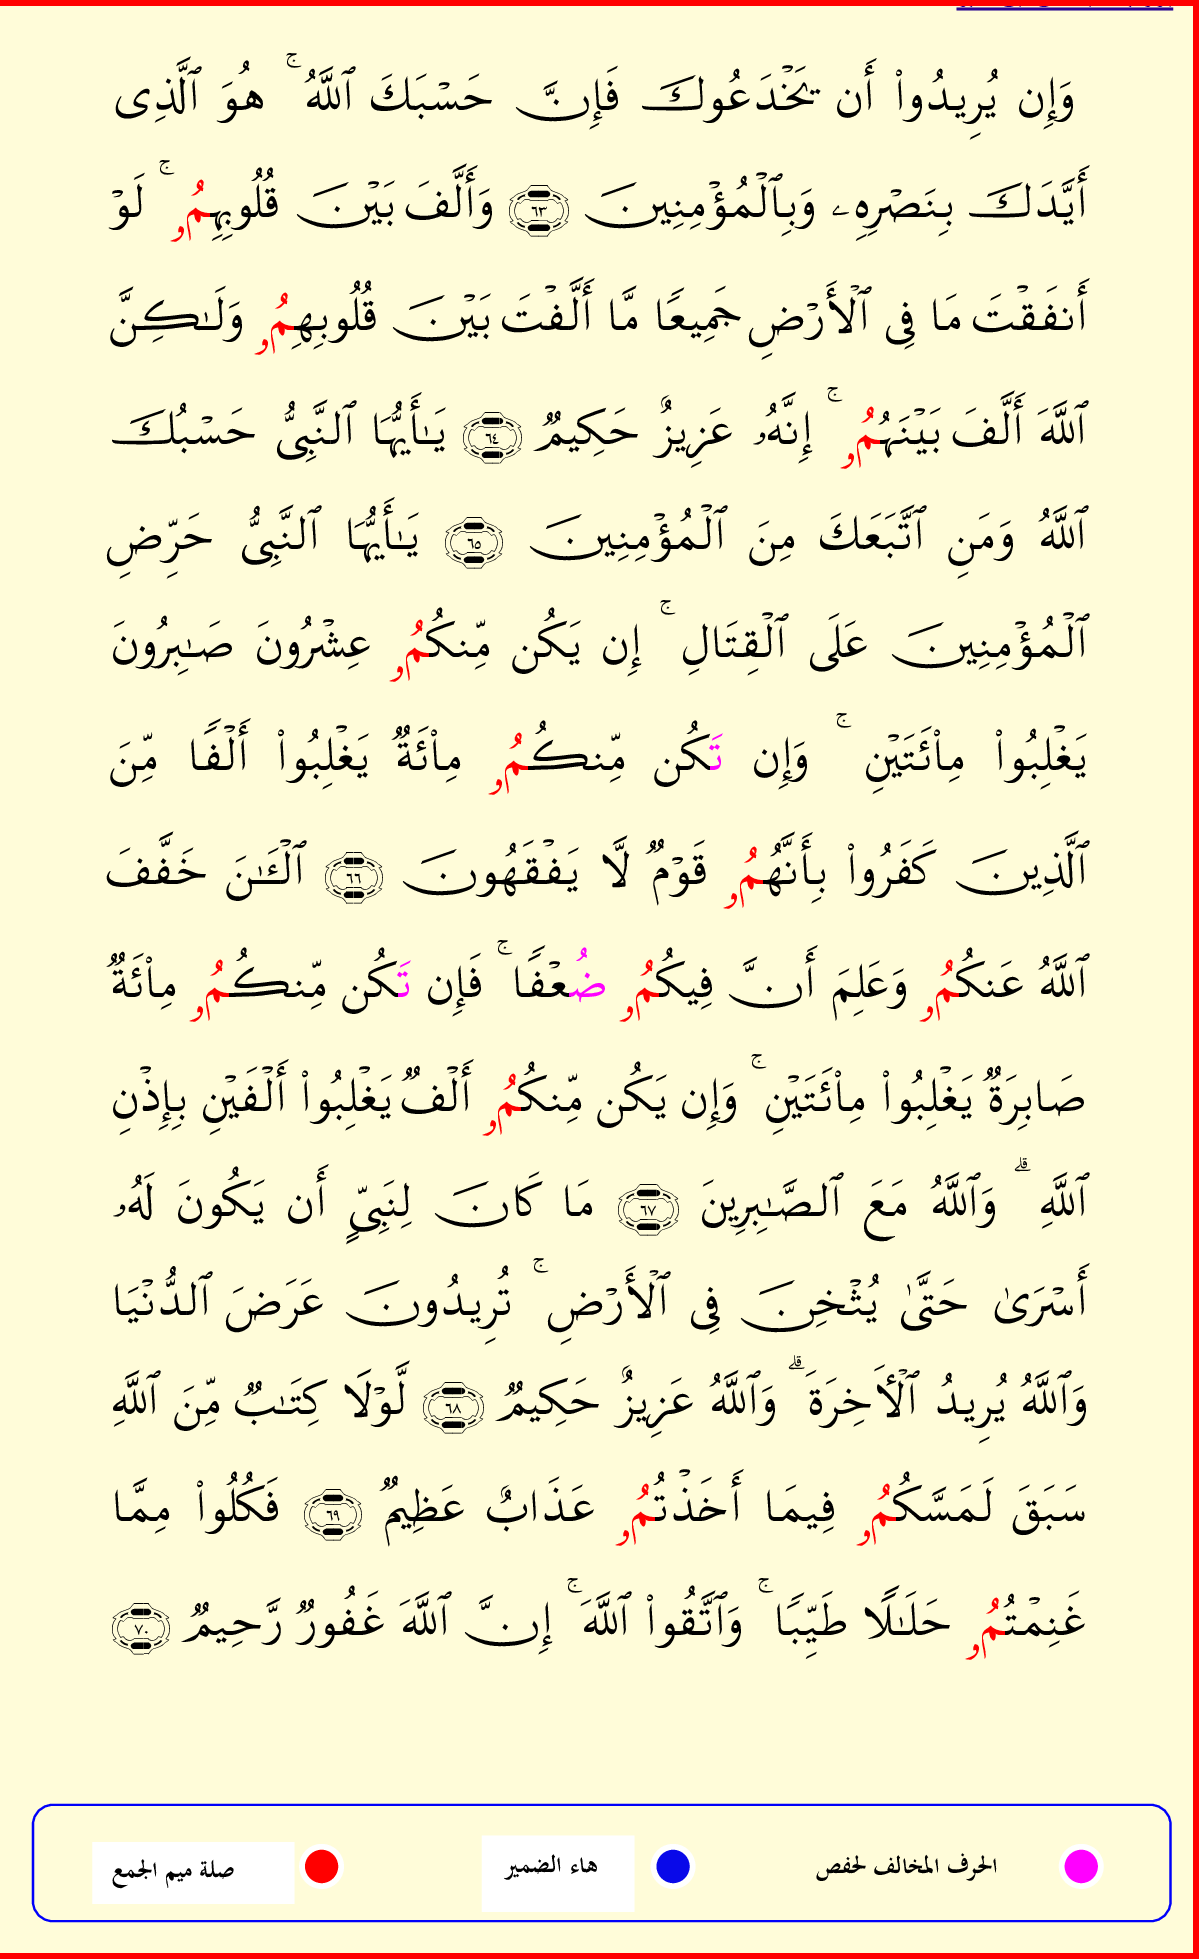 وَإِن يُرِيدُوا۟ أَن يَخْدَعُوكَ فَإِنَّ حَسْبَكَ ٱللَّهُ ۚ هُوَ ٱلَّذِى
أَيَّدَكَ بِنَصْرِهِۦ وَبِٱلْمُؤْمِنِينَ ٦٣ وَأَلَّفَ بَيْنَ قُلُوبِهِمُۥ ۚ لَوْ
أَنفَقْتَ مَا فِى ٱلْأَرْضِ جَمِيعًا مَّا أَلَّفْتَ بَيْنَ قُلُوبِهِمُۥ وَلَـٰكِنَّ
ٱللَّهَ أَلَّفَ بَيْنَهُمُۥ ۚ إِنَّهُۥ عَزِيزٌ حَكِيمٌ ٦٤ يَـٰأَيُّهَا ٱلنَّبِىُّ حَسْبُكَ
ٱللَّهُ وَمَنِ ٱتَّبَعَكَ مِنَ ٱلْمُؤْمِنِينَ ٦٥ يَـٰأَيُّهَا ٱلنَّبِىُّ حَرِّضِ
ٱلْمُؤْمِنِينَ عَلَى ٱلْقِتَالِ ۚ إِن يَكُن مِّنكُمُۥ عِشْرُونَ صَـٰبِرُونَ
يَغْلِبُوا۟ مِا۟ئَتَيْنِ ۚ وَإِن تَكُن مِّنكُمُۥ مِا۟ئَةٌ يَغْلِبُوا۟ أَلْفًا مِّنَ
ٱلَّذِينَ كَفَرُوا۟ بِأَنَّهُمُۥ قَوْمٌ لَّا يَفْقَهُونَ ٦٦ ٱلْـَٔـٰنَ خَفَّفَ
ٱللَّهُ عَنكُمُۥ وَعَلِمَ أَنَّ فِيكُمُۥ ضُعْفًا ۚ فَإِن تَكُن مِّنكُمُۥ مِا۟ئَةٌ
صَابِرَةٌ يَغْلِبُوا۟ مِا۟ئَتَيْنِ ۚ وَإِن يَكُن مِّنكُمُۥ أَلْفٌ يَغْلِبُوا۟ أَلْفَيْنِ بِإِذْنِ
ٱللَّهِ ۗ وَٱللَّهُ مَعَ ٱلصَّـٰبِرِينَ ٦٧ مَا كَانَ لِنَبِىٍّ أَن يَكُونَ لَهُۥ
أَسْرَىٰ حَتَّىٰ يُثْخِنَ فِى ٱلْأَرْضِ ۚ تُرِيدُونَ عَرَضَ ٱلدُّنْيَا
وَٱللَّهُ يُرِيدُ ٱلْأَخِرَةَ ۗ وَٱللَّهُ عَزِيزٌ حَكِيمٌ ٦٨ لَّوْلَا كِتَـٰبٌ مِّنَ ٱللَّهِ
سَبَقَ لَمَسَّكُمُۥ فِيمَا أَخَذْتُمُۥ عَذَابٌ عَظِيمٌ ٦٩ فَكُلُوا۟ مِمَّا
غَنِمْتُمُۥ حَلَـٰلًا طَيِّبًا ۚ وَٱتَّقُوا۟ ٱللَّهَ ۚ إِنَّ ٱللَّهَ غَفُورٌ رَّحِيمٌ ٧٠
الحرف المخالف لحفص هاء الضمير صلة ميم الجمع